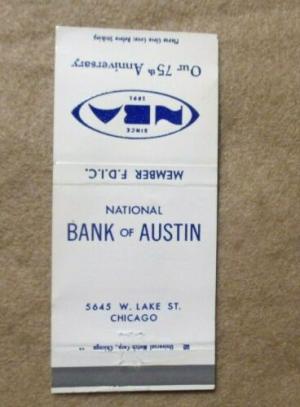 Please Close Cover Before Striking
Our 75th Anniversary
SINCE
NBA
1891
MEMBER F.D.I.C.
NATIONAL
BANK OF AUSTIN
5645 W. LAKE ST.
CHICAGO
Universal Match Corp., Chicago